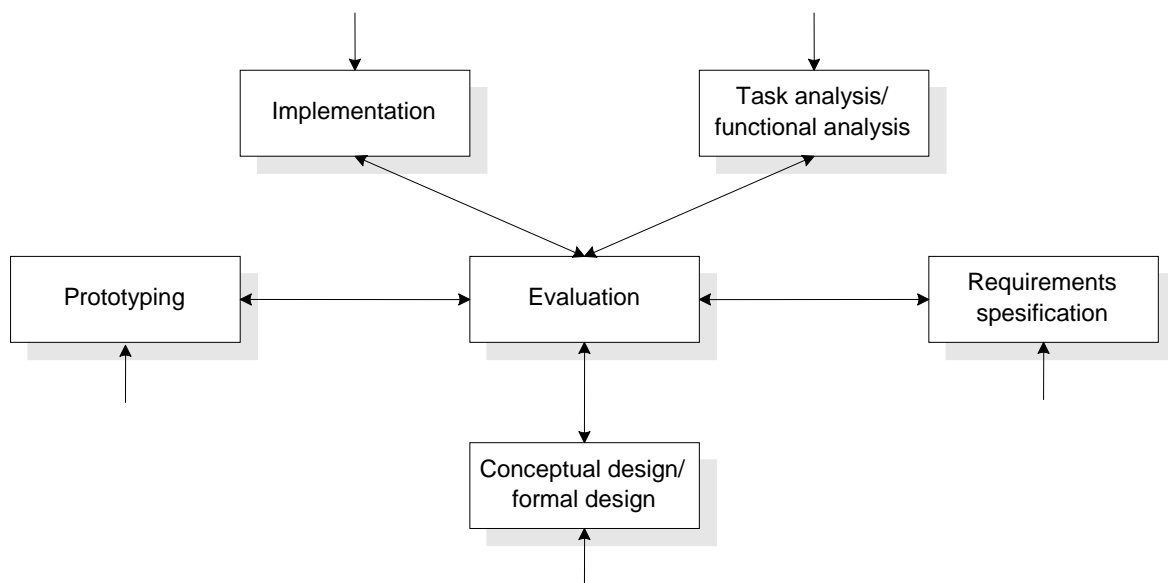 Implementation
Task analysis/
functional analysis
Prototyping
Evaluation
Requirements
spesification
Conceptual design/
formal design